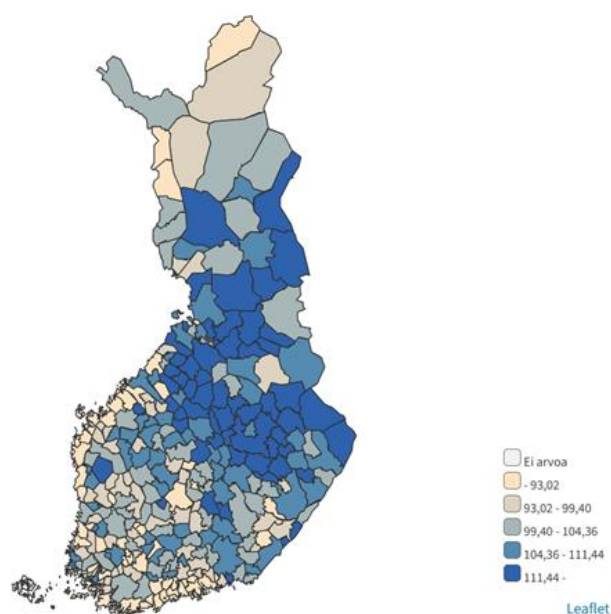 Ei arvoa
- 93,02
93,02 - 99,40
99,40 - 104,36
104,36 - 111,44
111,44 -
Leaflet